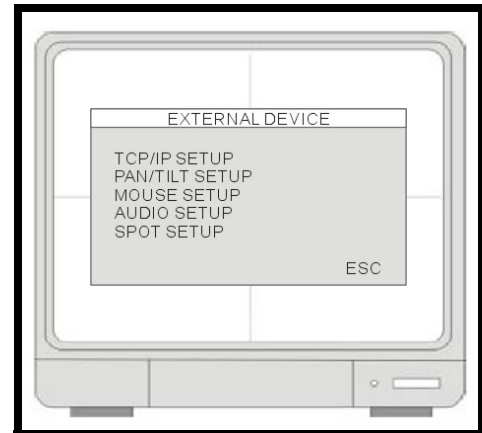 EXTERNAL DEVICE
TCP/IP SETUP
PAN/TILT SETUP
MOUSE SETUP
AUDIO SETUP
SPOT SETUP
ESC